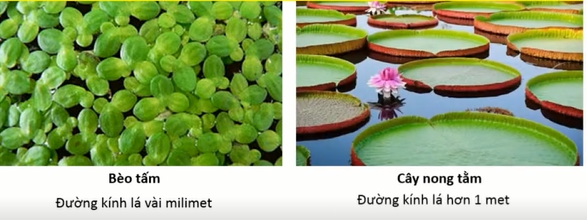 Bèo tấm
Đường kính lá vài milimet
Cây nong tằm
Đường kính lá hơn 1 met